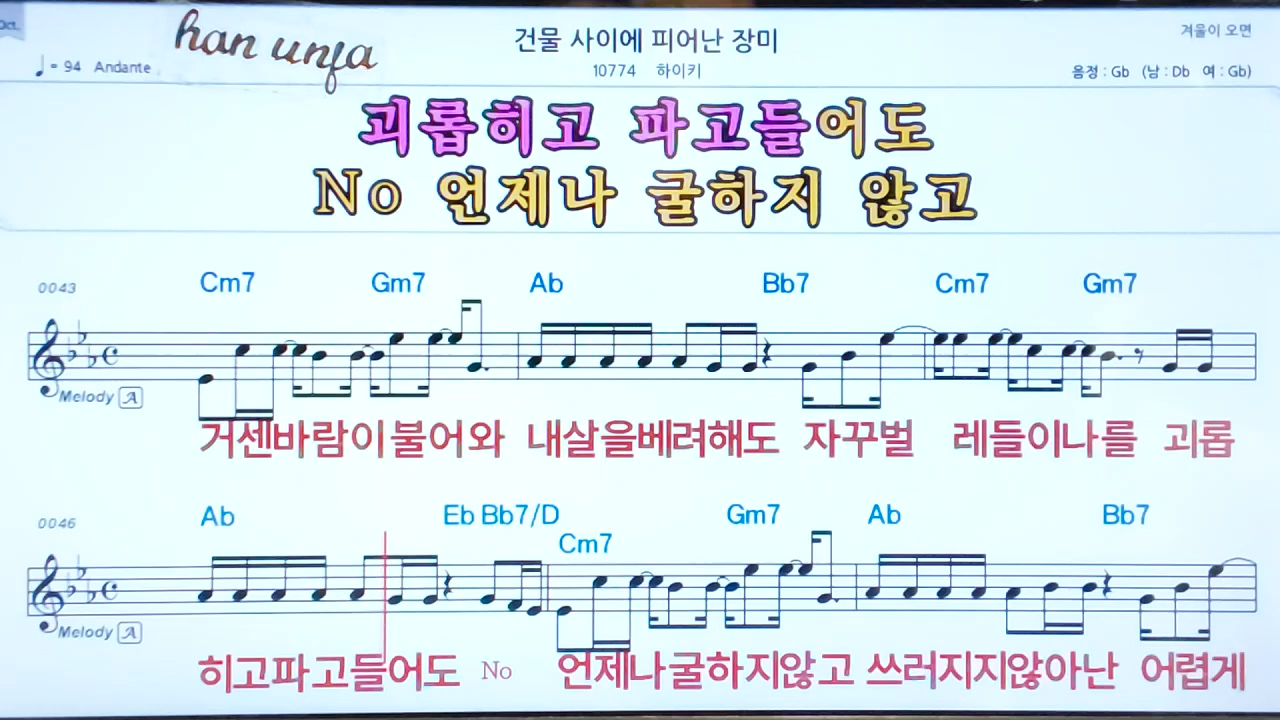 Oct.
han unfa
건물 사이에 피어난 장미
겨울이 오면
♩= 94 Andante
10774 하이키
음정 : Gb (남 : Db 여 : Gb)
괴롭히고 파고들어도
No 언제나 굴하지 않고
0043
Cm7 Gm7 Ab Bb7 Cm7 Gm7
Melody A
거센바람이불어와 내살을베려해도 자꾸벌 레들이나를 괴롭
0046
Ab Eb Bb7/D Cm7 Gm7 Ab Bb7
Melody A
히고파고들어도 No 언제나굴하지않고 쓰러지지않아난 어렵게